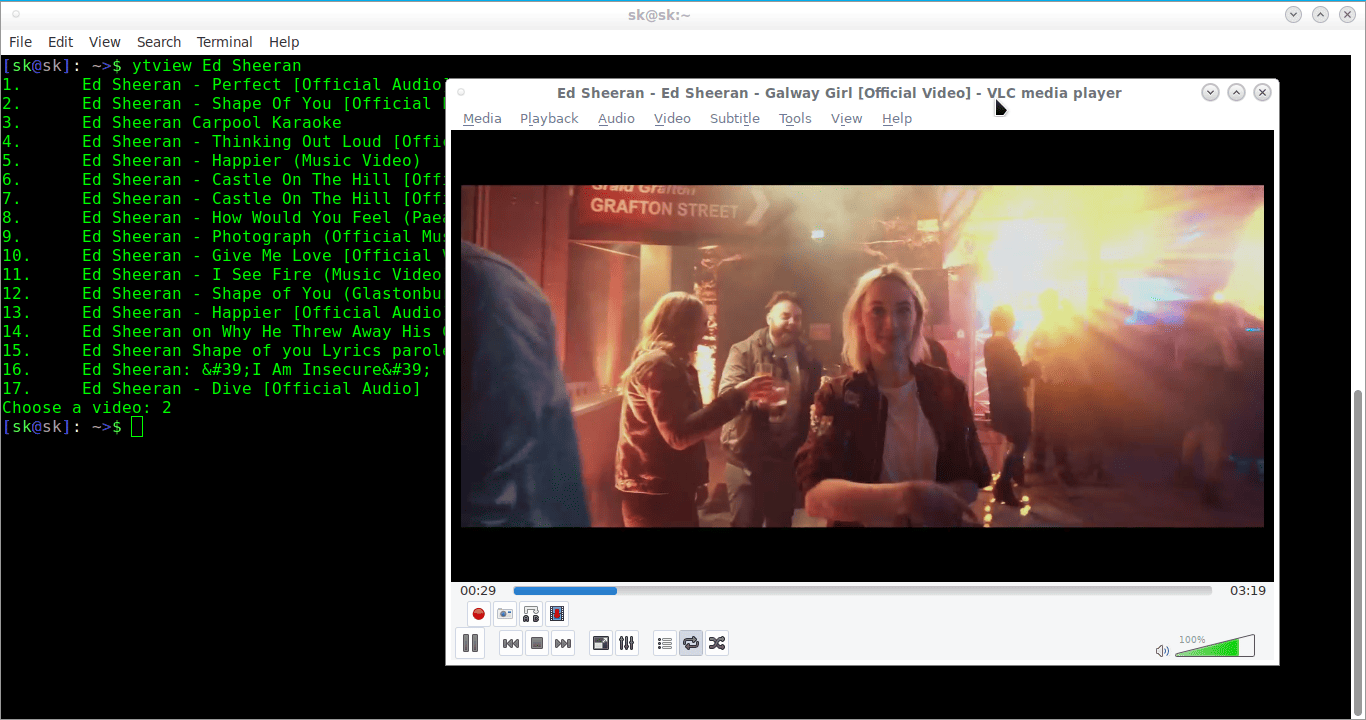 sk@sk:~
File Edit View Search Terminal Help
[sk@sk]: ~>$ ytview Ed Sheeran
1. Ed Sheeran - Perfect [Official Audio]
2. Ed Sheeran - Shape Of You [Official
3. Ed Sheeran Carpool Karaoke
4. Ed Sheeran - Thinking Out Loud [Offic
5. Ed Sheeran - Happier (Music Video)
6. Ed Sheeran - Castle On The Hill [Offi
7. Ed Sheeran - Castle On The Hill [Offi
8. Ed Sheeran - How Would You Feel (Paea
9. Ed Sheeran - Photograph (Official Mus
10. Ed Sheeran - Give Me Love [Official
11. Ed Sheeran - I See Fire (Music Video
12. Ed Sheeran - Shape of You (Glastonbu
13. Ed Sheeran - Happier [Official Audio
14. Ed Sheeran on Why He Threw Away His
15. Ed Sheeran Shape of you Lyrics parole
16. Ed Sheeran: &#39;I Am Insecure&#39;
17. Ed Sheeran - Dive [Official Audio]
Choose a video: 2
[sk@sk]: ~>$
Ed Sheeran - Ed Sheeran - Galway Girl [Official Video] - VLC media player
Media Playback Audio Video Subtitle Tools View Help
Sráid Grafton
GRAFTON STREET
00:29 03:19
100%